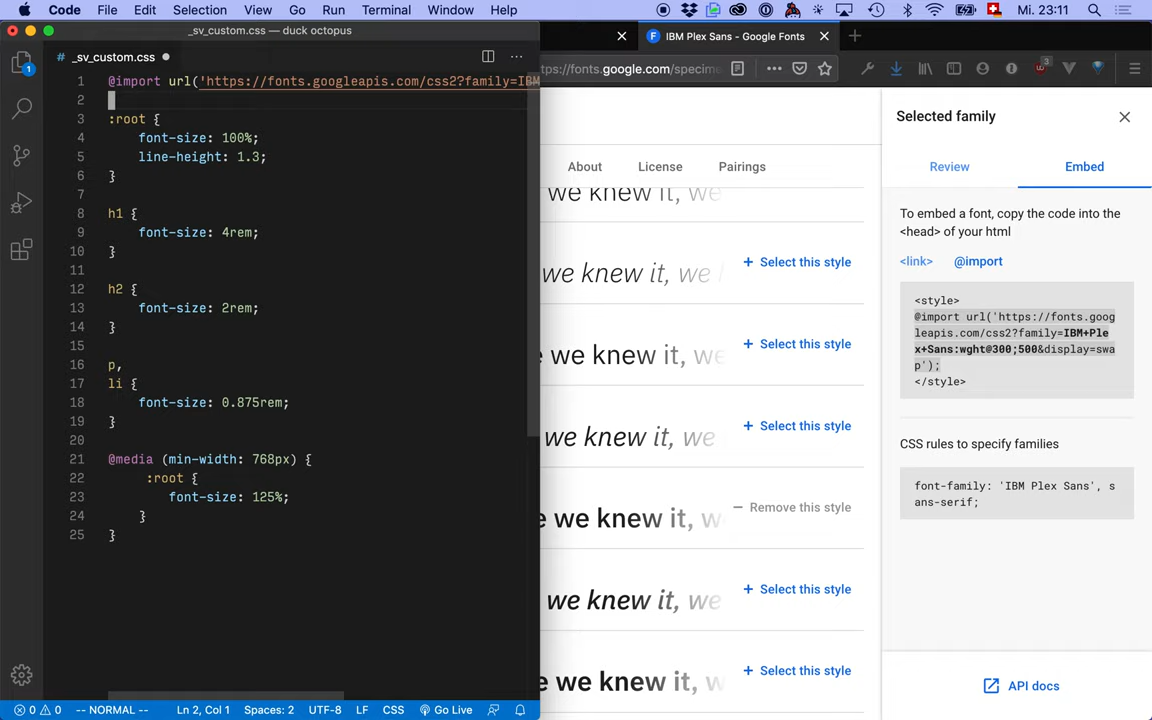 Code File Edit Selection View Go Run Terminal Window Help
Mi. 23:11
_sv_custom.css — duck octopus
IBM Plex Sans - Google Fonts
# _sv_custom.css
tps://fonts.google.com/specime
3
1
1 @import url('https://fonts.googleapis.com/css2?family=IBM
2
3 :root {
4 font-size: 100%;
5 line-height: 1.3;
6 }
7
8 h1 {
9 font-size: 4rem;
10 }
11
12 h2 {
13 font-size: 2rem;
14 }
15
16 p,
17 li {
18 font-size: 0.875rem;
19 }
20
21 @media (min-width: 768px) {
22 :root {
23 font-size: 125%;
24 }
25 }
0 0 -- NORMAL -- Ln 2, Col 1 Spaces: 2 UTF-8 LF CSS Go Live
About License Pairings
we knew it, we
we knew it, we
+ Select this style
we knew it, we
+ Select this style
we knew it, we
+ Select this style
we knew it, w
− Remove this style
we knew it, we
+ Select this style
we knew it, w
+ Select this style
Selected family
Review Embed
To embed a font, copy the code into the
<head> of your html
<link> @import
<style>
@import url('https://fonts.goog
leapis.com/css2?family=IBM+Ple
x+Sans:wght@300;500&display=swa
p');
</style>
CSS rules to specify families
font-family: 'IBM Plex Sans', s
ans-serif;
API docs